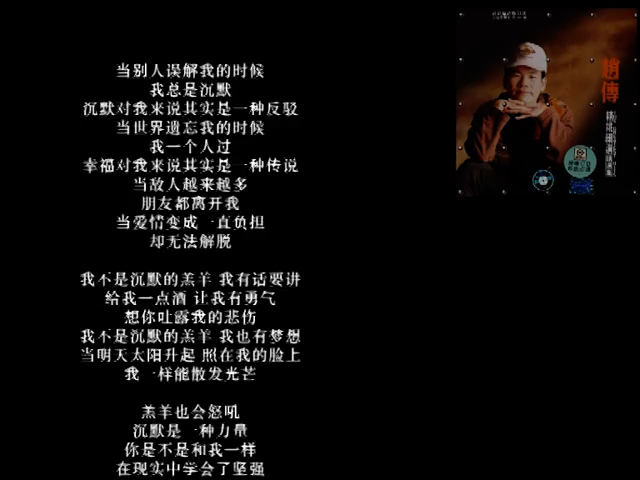 当别人误解我的时候
我总是沉默
沉默对我来说其实是一种反驳
当世界遗忘我的时候
我一个人过
幸福对我来说其实是一种传说
当敌人越来越多
朋友都离开我
当爱情变成一直负担
却无法解脱
我不是沉默的羔羊 我有话要讲
给我一点酒 让我有勇气
想你吐露我的悲伤
我不是沉默的羔羊 我也有梦想
当明天太阳升起 照在我的脸上
我一样能散发光芒
羔羊也会怒吼
沉默是一种力量
你是不是和我一样
在现实中学会了坚强
趙傳